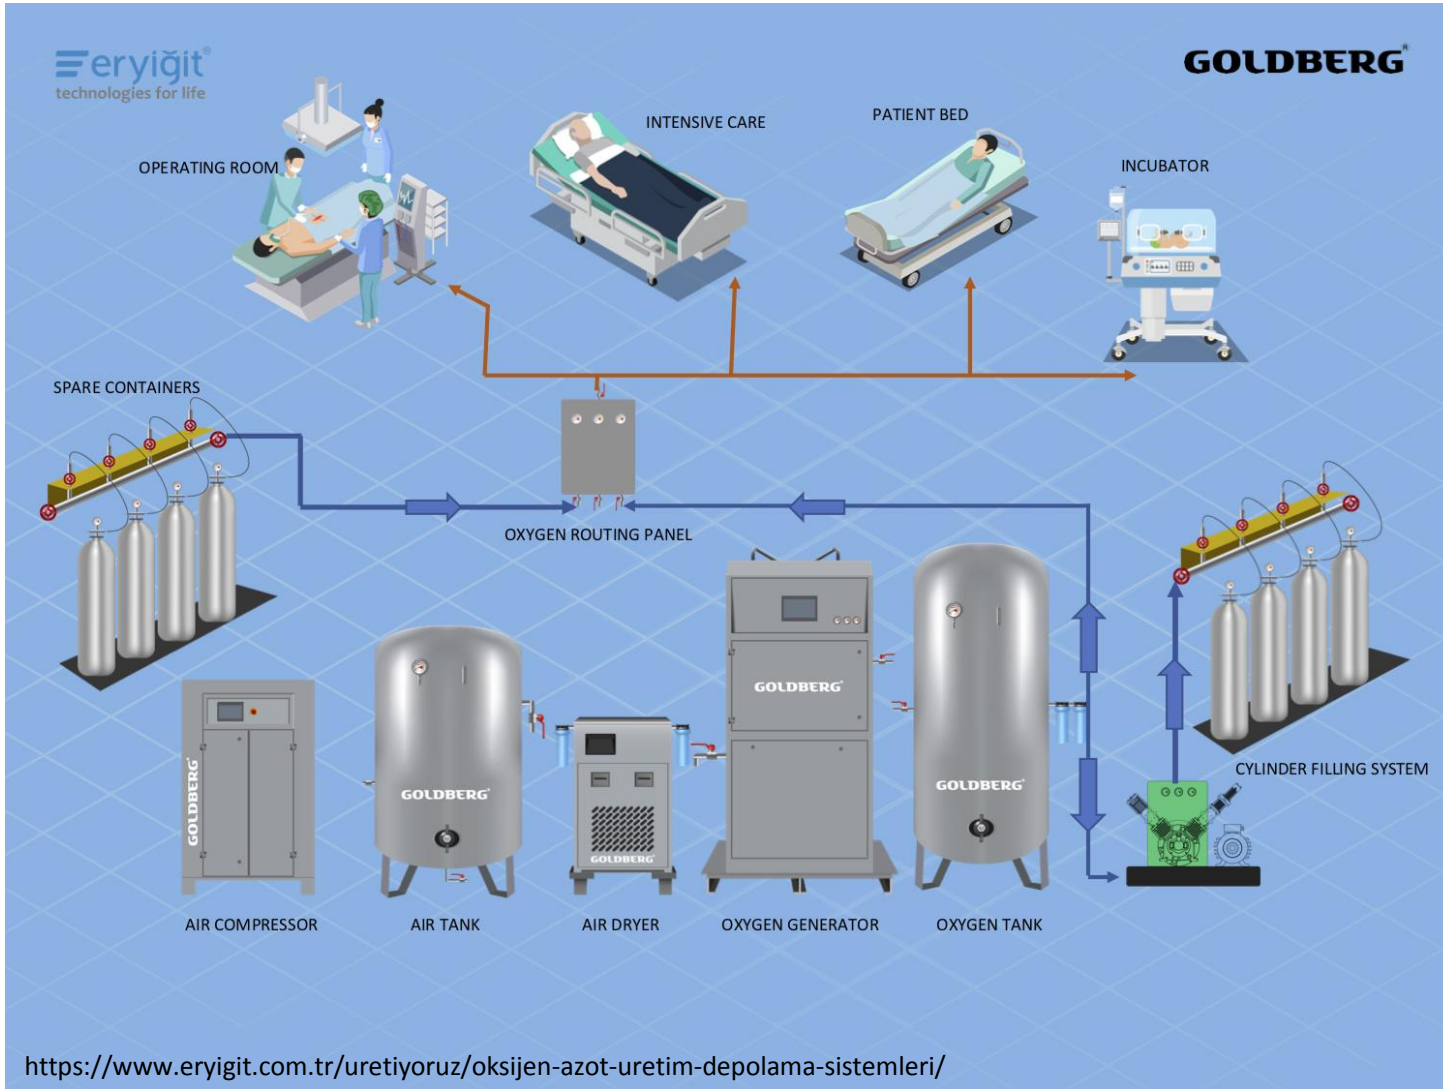 eryiğit®
technologies for life
GOLDBERG®
OPERATING ROOM
INTENSIVE CARE
PATIENT BED
INCUBATOR
SPARE CONTAINERS
OXYGEN ROUTING PANEL
GOLDBERG®
GOLDBERG®
GOLDBERG®
GOLDBERG®
GOLDBERG®
CYLINDER FILLING SYSTEM
AIR COMPRESSOR
AIR TANK
AIR DRYER
OXYGEN GENERATOR
OXYGEN TANK
https://www.eryigit.com.tr/uretiyoruz/oksijen-azot-uretim-depolama-sistemleri/